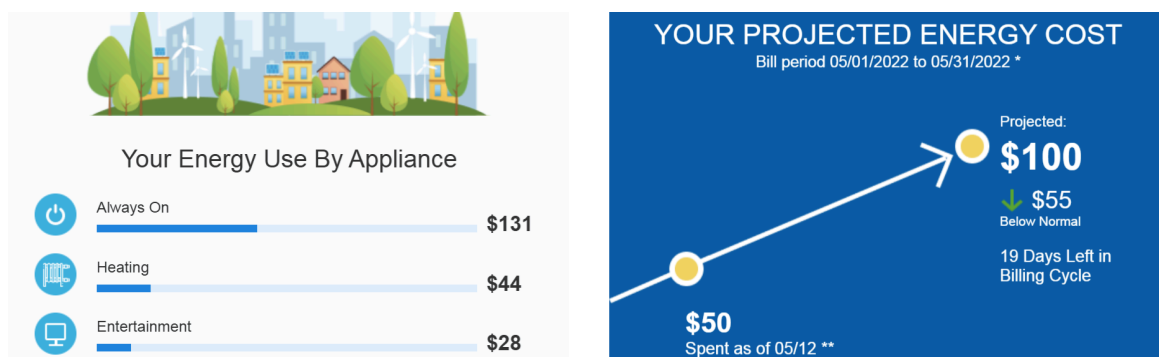 Your Energy Use By Appliance
Always On
$131
Heating
$44
Entertainment
$28
YOUR PROJECTED ENERGY COST
Bill period 05/01/2022 to 05/31/2022 *
Projected:
$100
$55
Below Normal
19 Days Left in
Billing Cycle
$50
Spent as of 05/12 **